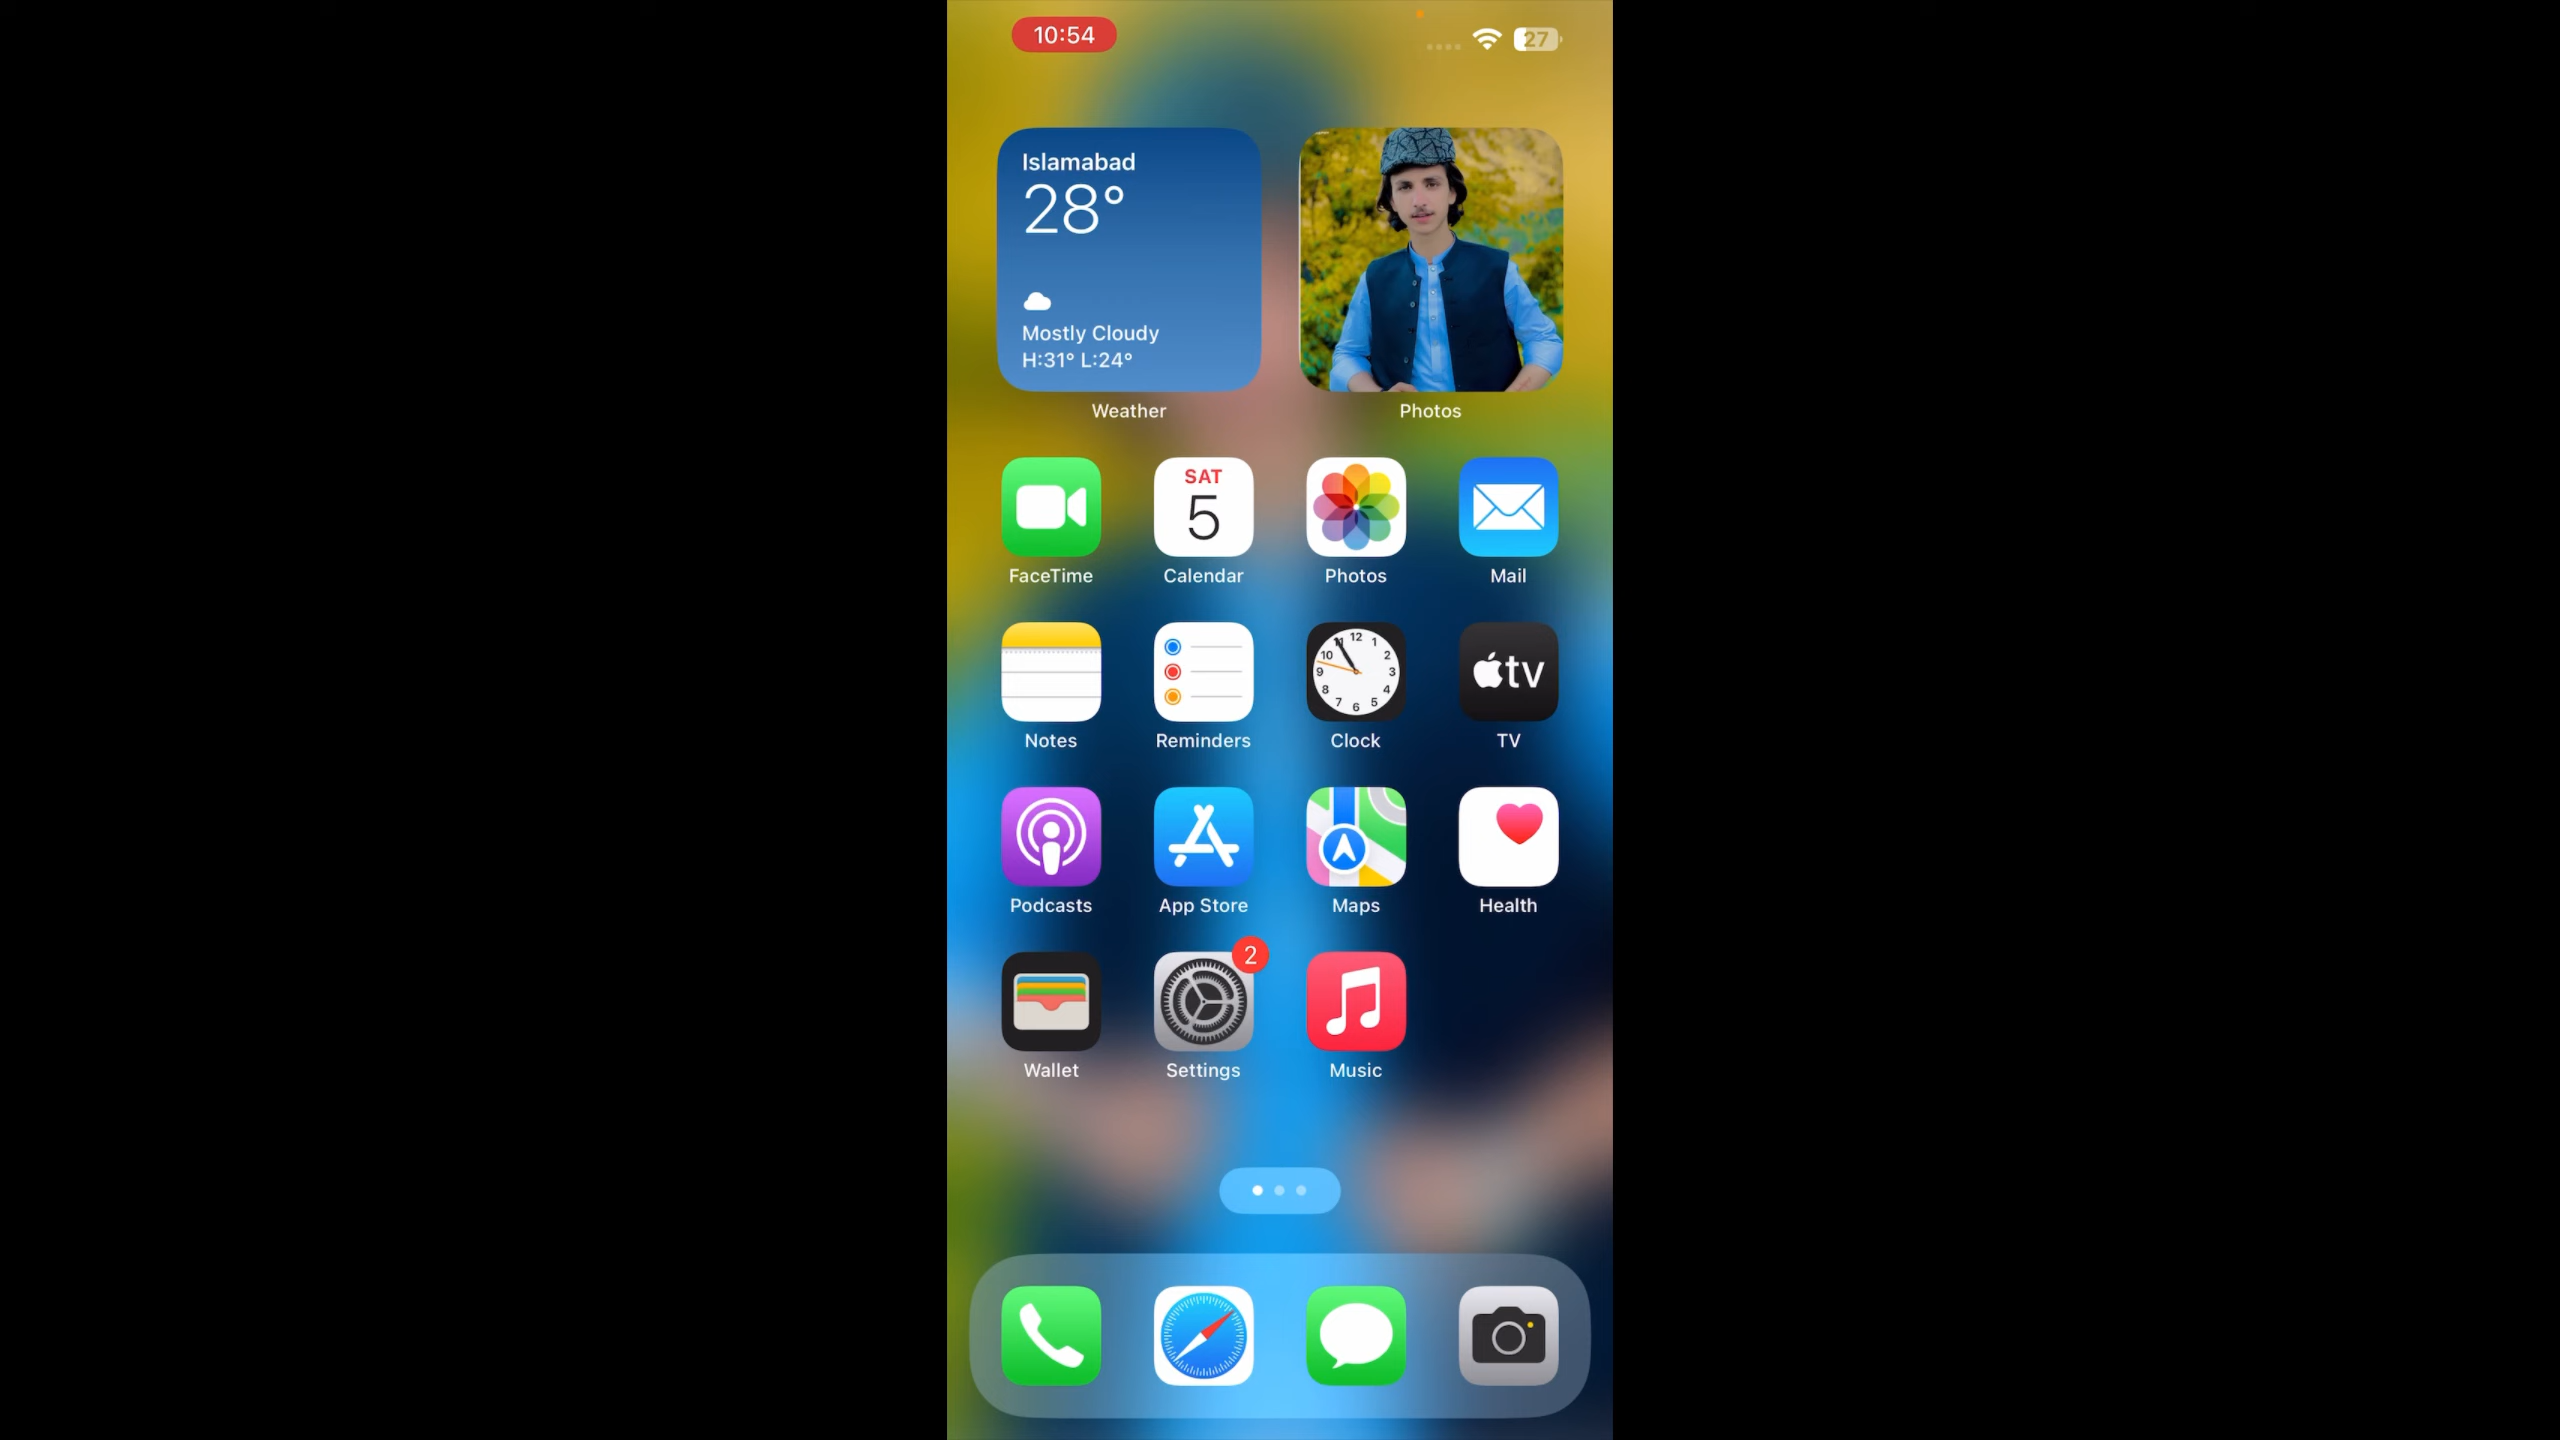 10:54
27
Islamabad
28°
Mostly Cloudy
H:31° L:24°
Weather
Photos
SAT
5
FaceTime
Calendar
Photos
Mail
12
11
1
10
2
9
3
8
4
7
6
5
tv
Notes
Reminders
Clock
TV
Podcasts
App Store
Maps
Health
2
Wallet
Settings
Music